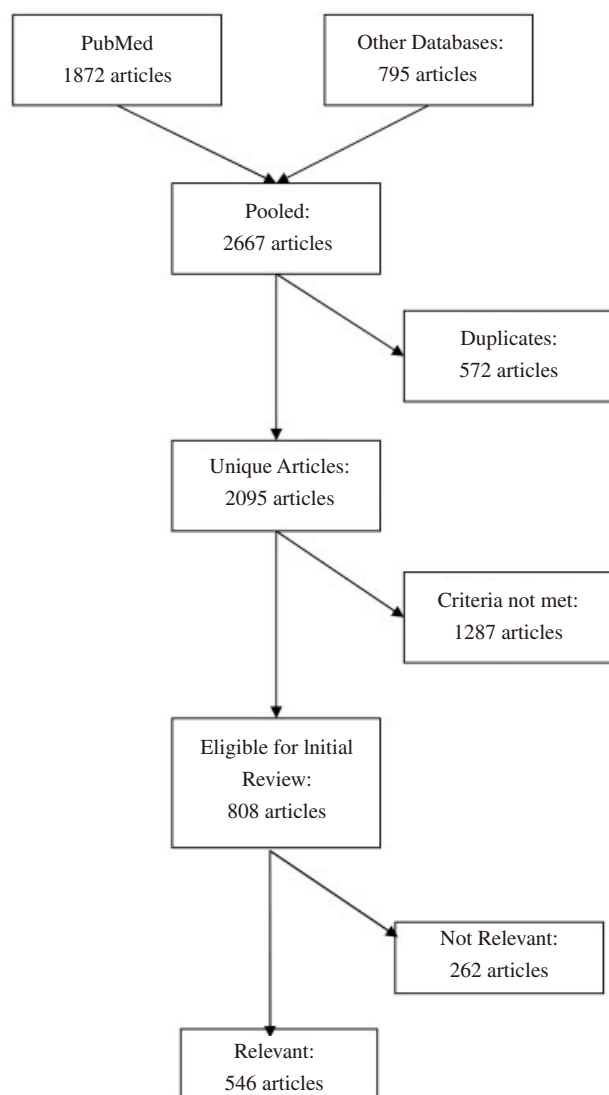 PubMed
1872 articles
Other Databases:
795 articles
Pooled:
2667 articles
Duplicates:
572 articles
Unique Articles:
2095 articles
Criteria not met:
1287 articles
Eligible for Initial
Review:
808 articles
Not Relevant:
262 articles
Relevant:
546 articles